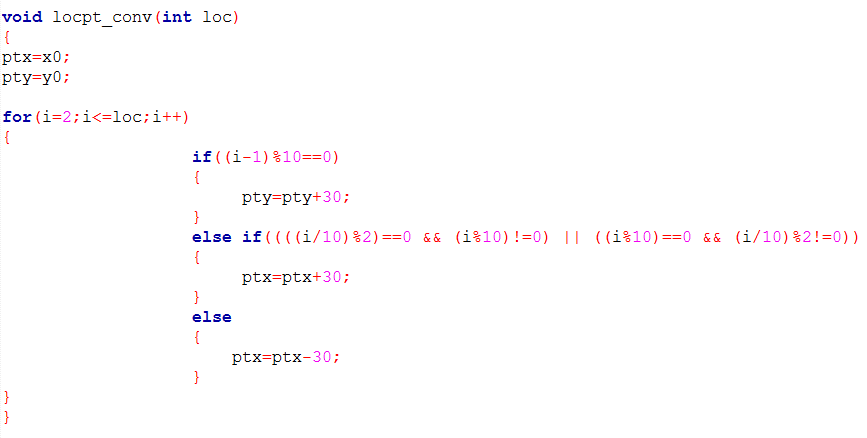 void locpt_conv(int loc)
{
ptx=x0;
pty=y0;

for(i=2;i<=loc;i++)
{
                   if((i-1)%10==0)
                   {
                        pty=pty+30;
                   }
                   else if((((i/10)%2)==0 && (i%10)!=0) || ((i%10)==0 && (i/10)%2!=0))
                   {
                        ptx=ptx+30;
                   }
                   else
                   {
                       ptx=ptx-30;
                   }
}
}